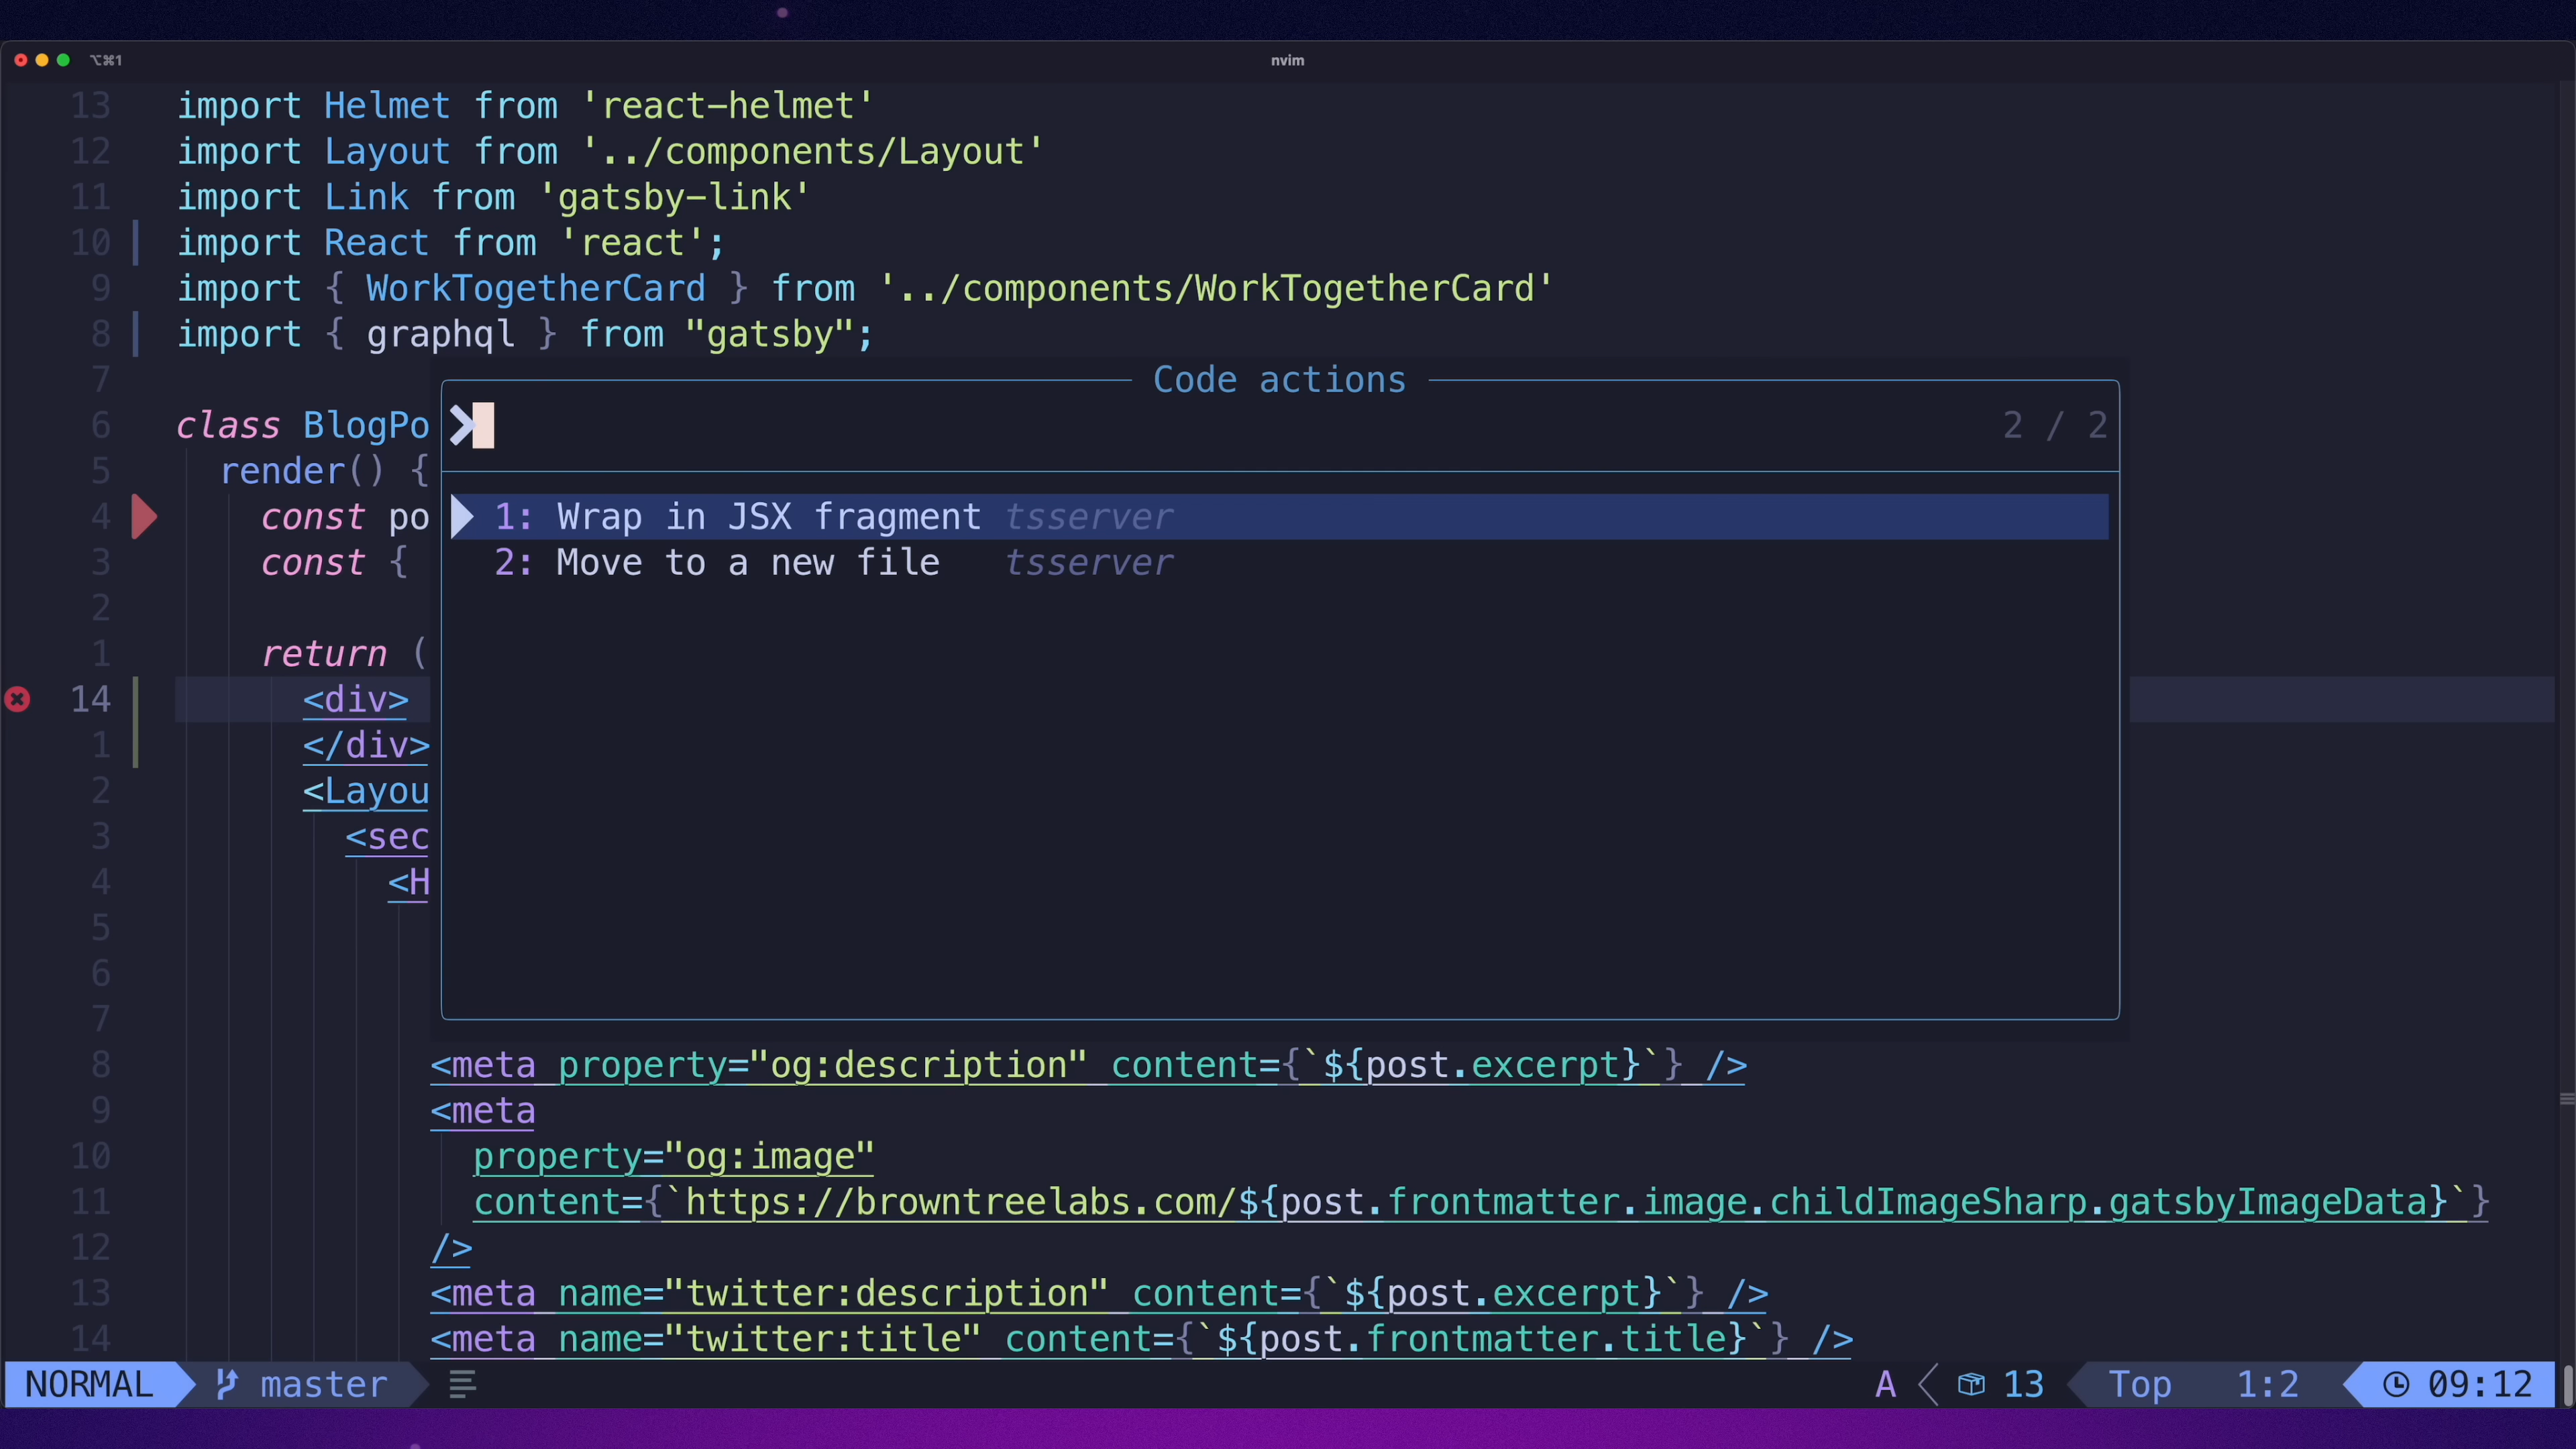 ⌥⌘1
nvim
13 import Helmet from 'react-helmet'
12 import Layout from '../components/Layout'
11 import Link from 'gatsby-link'
10 import React from 'react';
9 import { WorkTogetherCard } from '../components/WorkTogetherCard'
8 import { graphql } from "gatsby";
7
Code actions
6 class BlogPo
2 / 2
5 render() {
4 const po
1: Wrap in JSX fragment tsserver
3 const {
2: Move to a new file tsserver
2
1 return (
14 <div>
1 </div>
2 <Layou
3 <sec
4 <H
5
6
7
8 <meta property="og:description" content={`${post.excerpt}`} />
9 <meta
10 property="og:image"
11 content={`https://browntreelabs.com/${post.frontmatter.image.childImageSharp.gatsbyImageData}`}
12 />
13 <meta name="twitter:description" content={`${post.excerpt}`} />
14 <meta name="twitter:title" content={`${post.frontmatter.title}`} />
NORMAL master A 13 Top 1:2 09:12